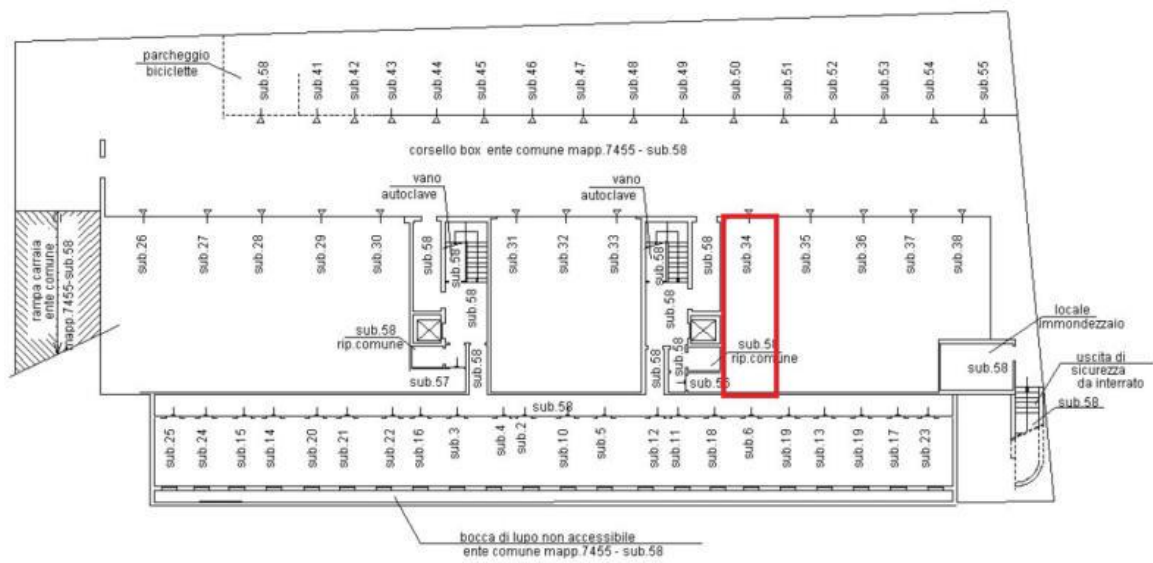 parcheggio
biciclette
sub.58
sub.41
sub.42
sub.43
sub.44
sub.45
sub.46
sub.47
sub.48
sub.49
sub.50
sub.51
sub.52
sub.53
sub.54
sub.55
corsello box ente comune mapp.7455 - sub.58
vano
autoclave
vano
autoclave
rampa carraia
ente comune
mapp.7455-sub.58
sub.26
sub.27
sub.28
sub.29
sub.30
sub.58
sub.58
sub.58
sub.31
sub.32
sub.33
sub.58
sub.58
sub.58
sub.34
sub.35
sub.36
sub.37
sub.38
sub.58
rip.comune
sub.57
sub.58
sub.58
sub.58
sub.58
rip.comune
locale
immondezzaio
sub.58
uscita di
sicurezza
da interrato
sub.58
sub.58
sub.25
sub.24
sub.15
sub.14
sub.20
sub.21
sub.22
sub.16
sub.3
sub.4
sub.2
sub.10
sub.5
sub.12
sub.11
sub.18
sub.6
sub.19
sub.13
sub.19
sub.17
sub.23
bocca di lupo non accessibile
ente comune mapp.7455 - sub.58